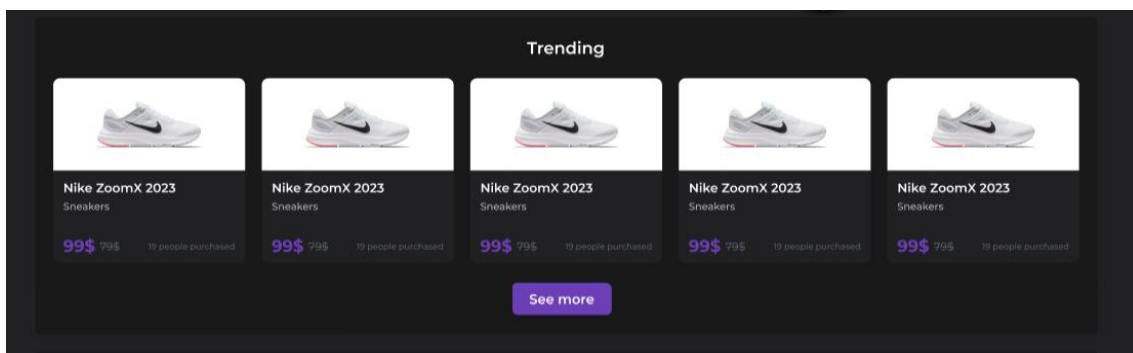 Trending
Nike ZoomX 2023
Sneakers
99$ 79$ 19 people purchased
Nike ZoomX 2023
Sneakers
99$ 79$ 19 people purchased
Nike ZoomX 2023
Sneakers
99$ 79$ 19 people purchased
Nike ZoomX 2023
Sneakers
99$ 79$ 19 people purchased
Nike ZoomX 2023
Sneakers
99$ 79$ 19 people purchased
See more